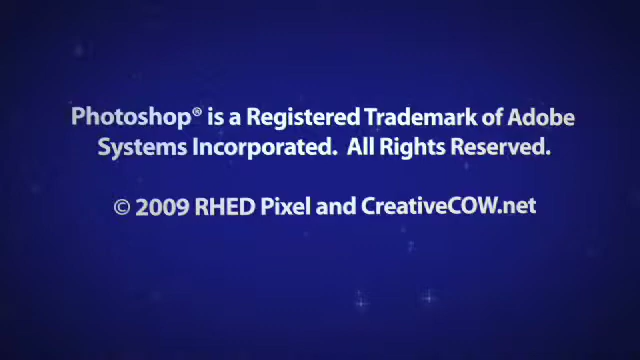 Photoshop® is a Registered Trademark of Adobe
Systems Incorporated.  All Rights Reserved.
© 2009 RHED Pixel and CreativeCOW.net